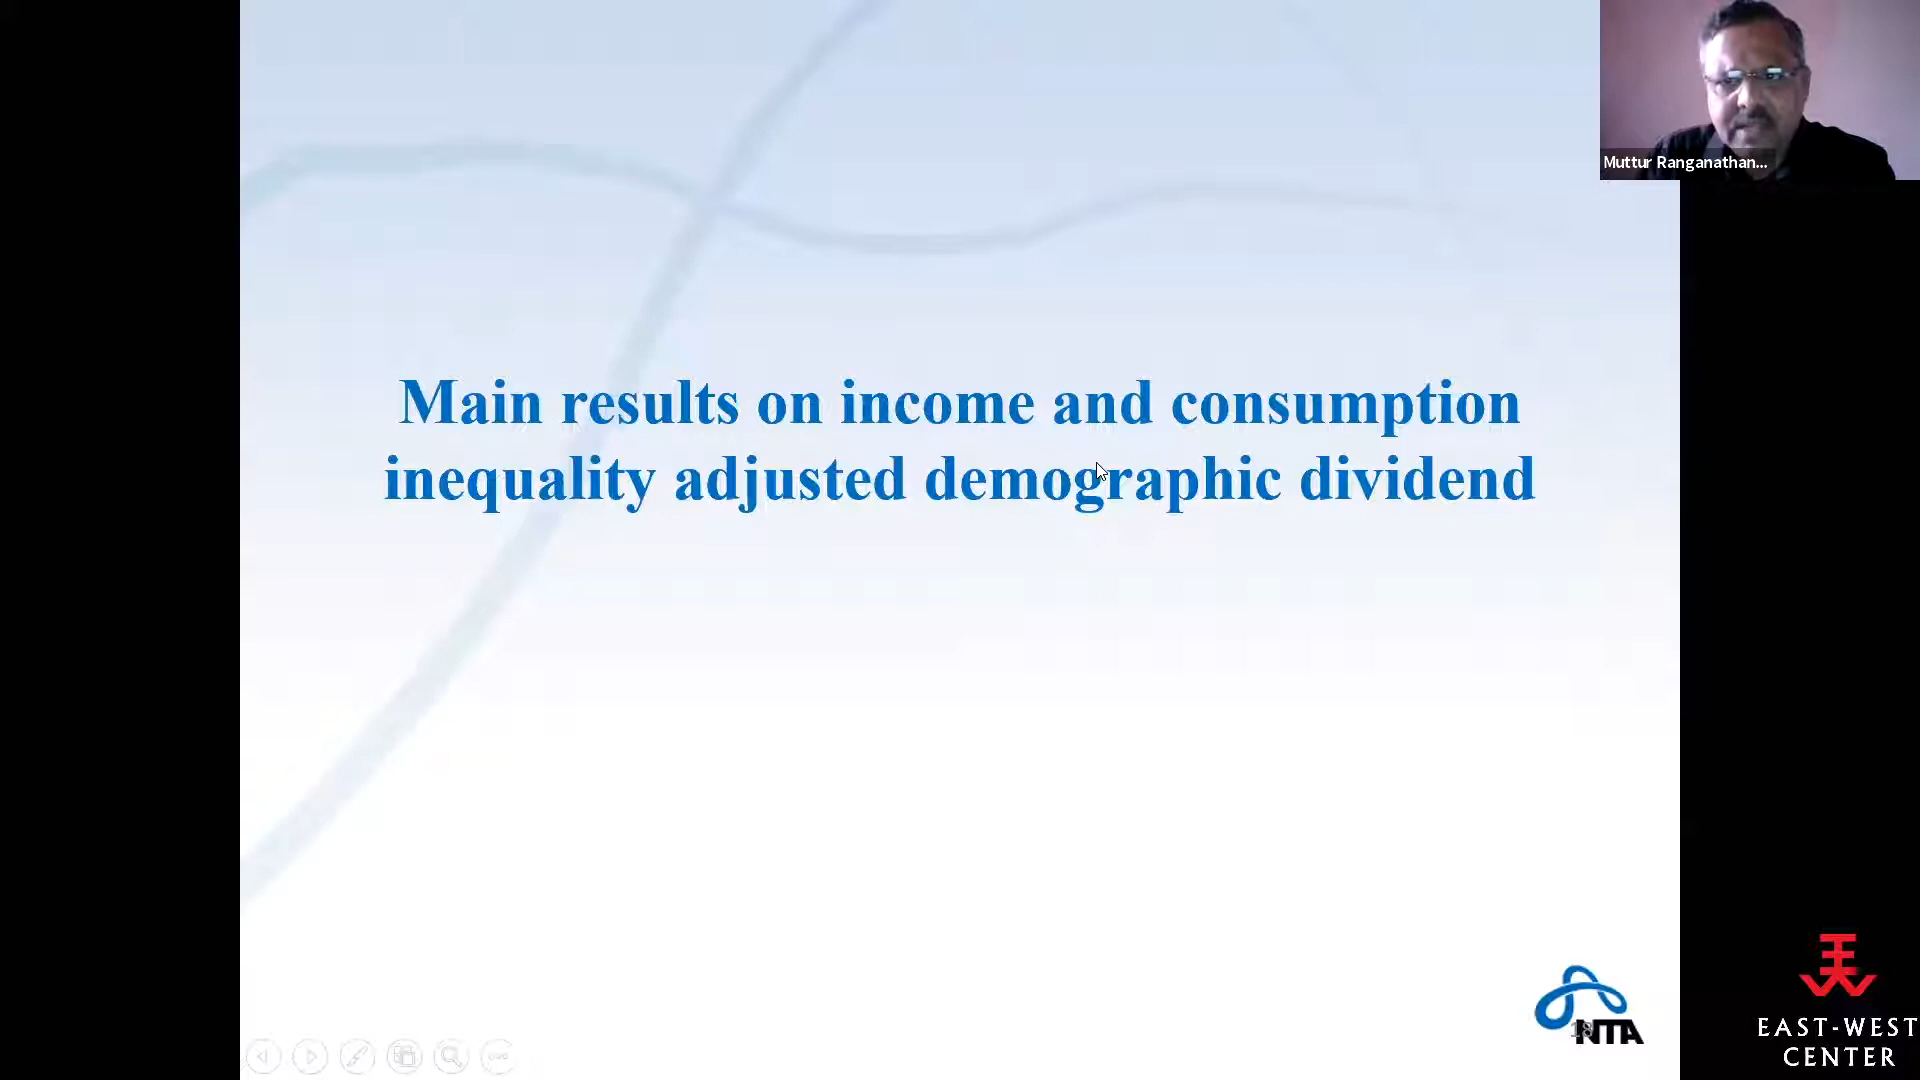 Muttur Ranganathan...
Main results on income and consumption
inequality adjusted demographic dividend
NTA
EAST-WEST
CENTER